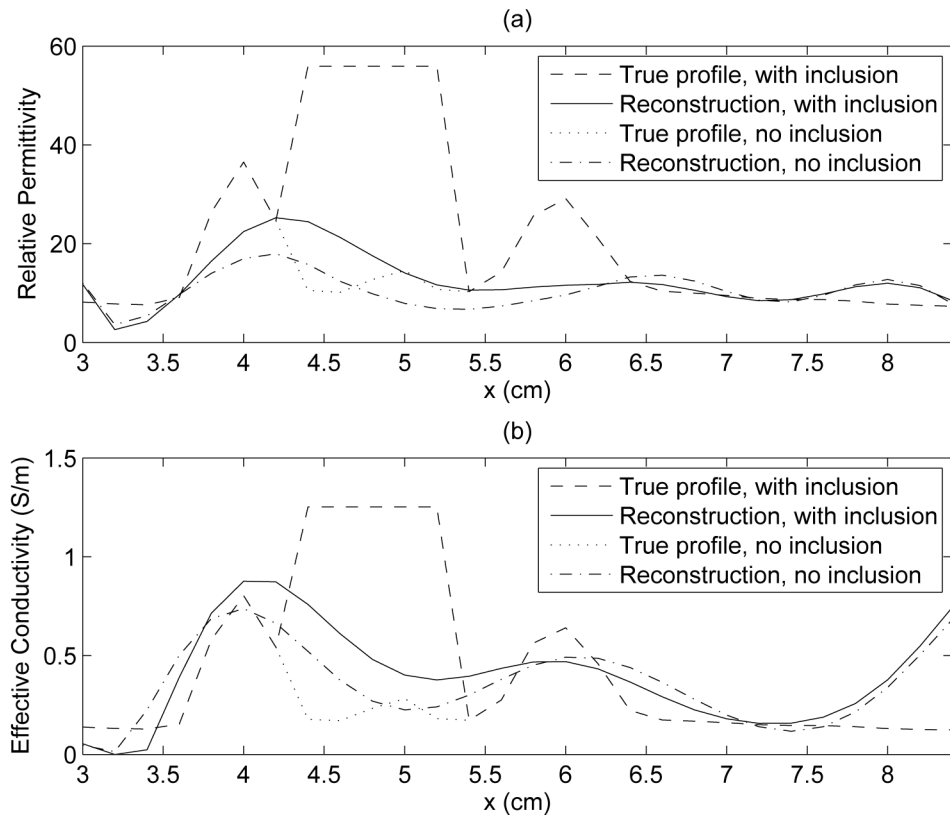 (a)
Relative Permittivity
60
40
20
0
True profile, with inclusion
Reconstruction, with inclusion
True profile, no inclusion
Reconstruction, no inclusion
3 3.5 4 4.5 5 5.5 6 6.5 7 7.5 8
x (cm)
(b)
Effective Conductivity (S/m)
1.5
1
0.5
0
True profile, with inclusion
Reconstruction, with inclusion
True profile, no inclusion
Reconstruction, no inclusion
3 3.5 4 4.5 5 5.5 6 6.5 7 7.5 8
x (cm)